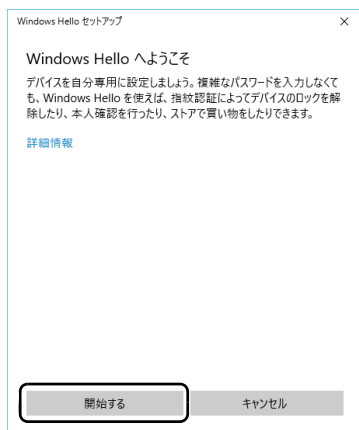 Windows Hello セットアップ
Windows Hello へようこそ
デバイスを自分専用に設定しましょう。複雑なパスワードを入力しなくて
も、Windows Hello を使えば、指紋認証によってデバイスのロックを解
除したり、本人確認を行ったり、ストアで買い物をしたりできます。
詳細情報
開始する
キャンセル